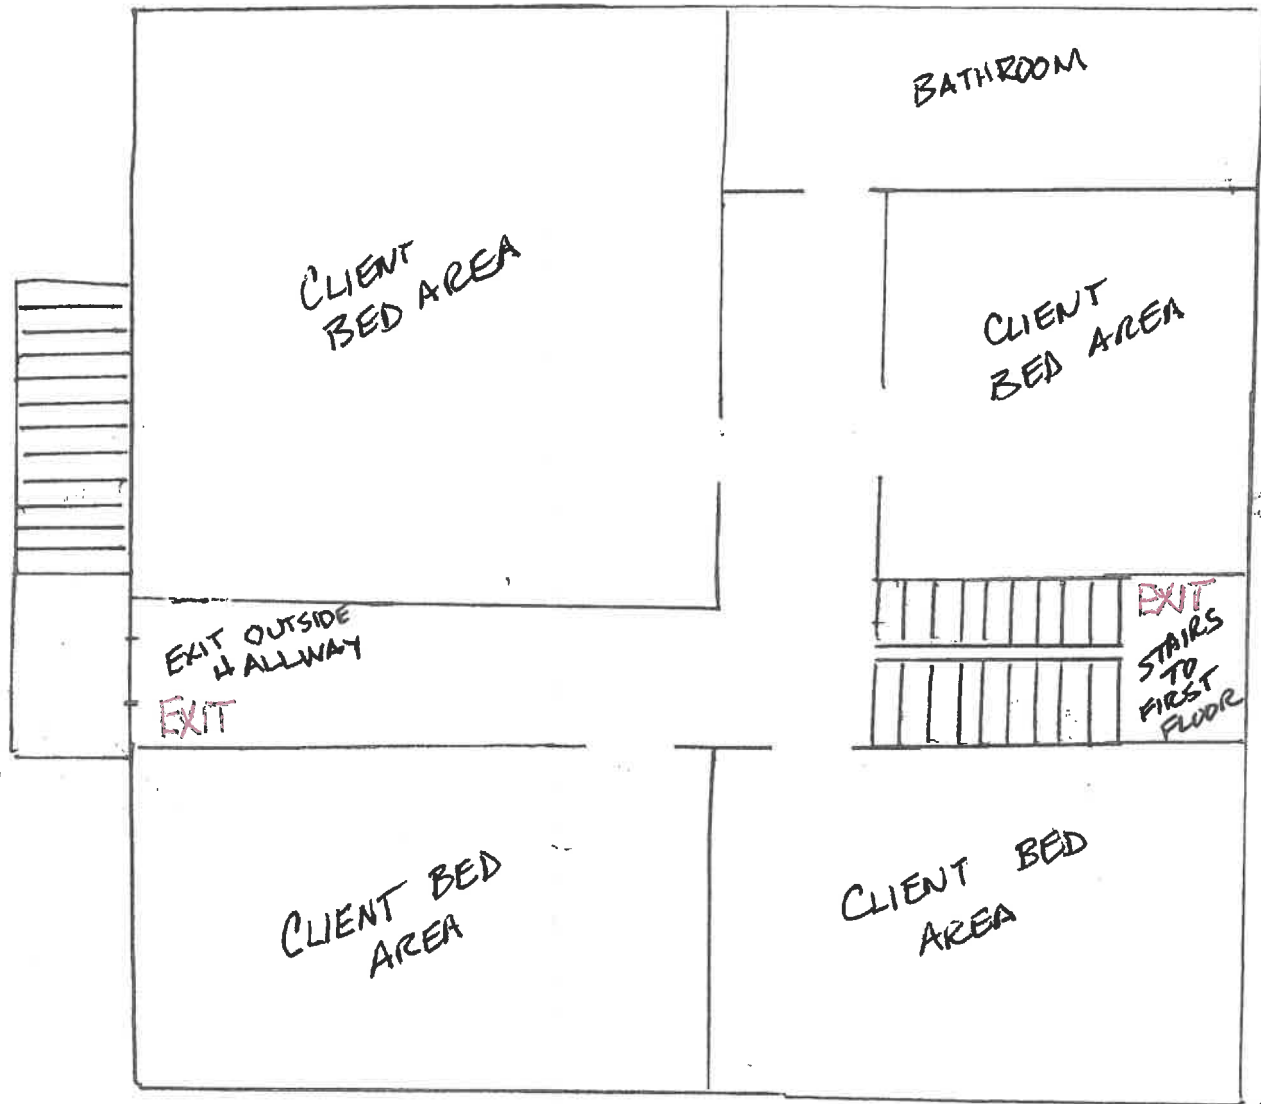 BATHROOM
CLIENT
BED AREA
CLIENT
BED AREA
EXIT OUTSIDE
HALLWAY
EXIT
EXIT
STAIRS
TO
FIRST
FLOOR
CLIENT BED
AREA
CLIENT BED
AREA